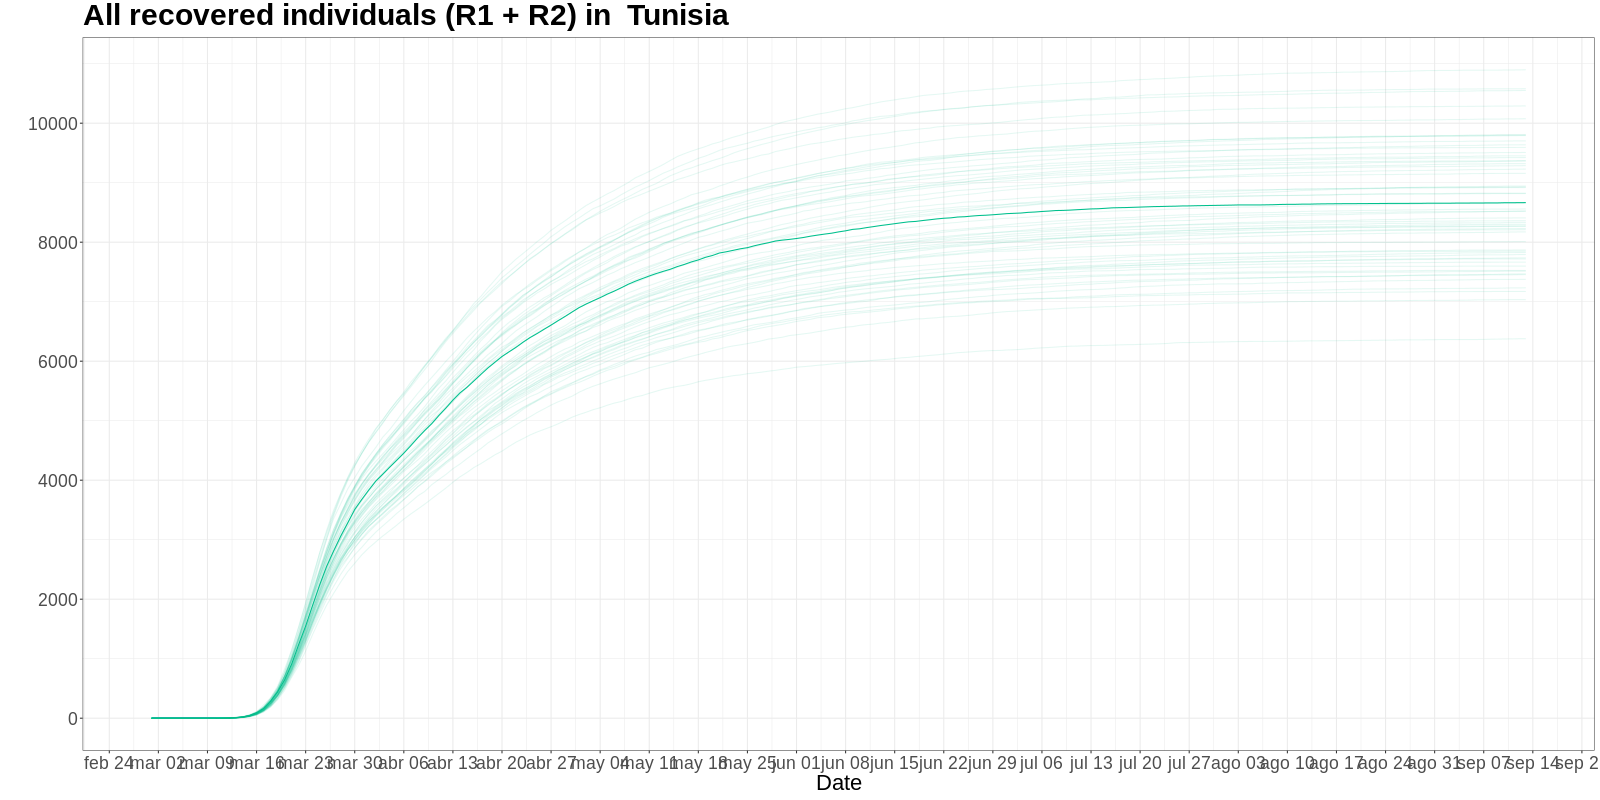 All recovered individuals (R1 + R2) in  Tunisia
10000
8000
6000
4000
2000
0
feb 24 mar 02 mar 09 mar 16 mar 23 mar 30 abr 06 abr 13 abr 20 abr 27 may 04 may 11 may 18 may 25 jun 01 jun 08 jun 15 jun 22 jun 29 jul 06 jul 13 jul 20 jul 27 ago 03 ago 10 ago 17 ago 24 ago 31 sep 07 sep 14 sep 2
Date